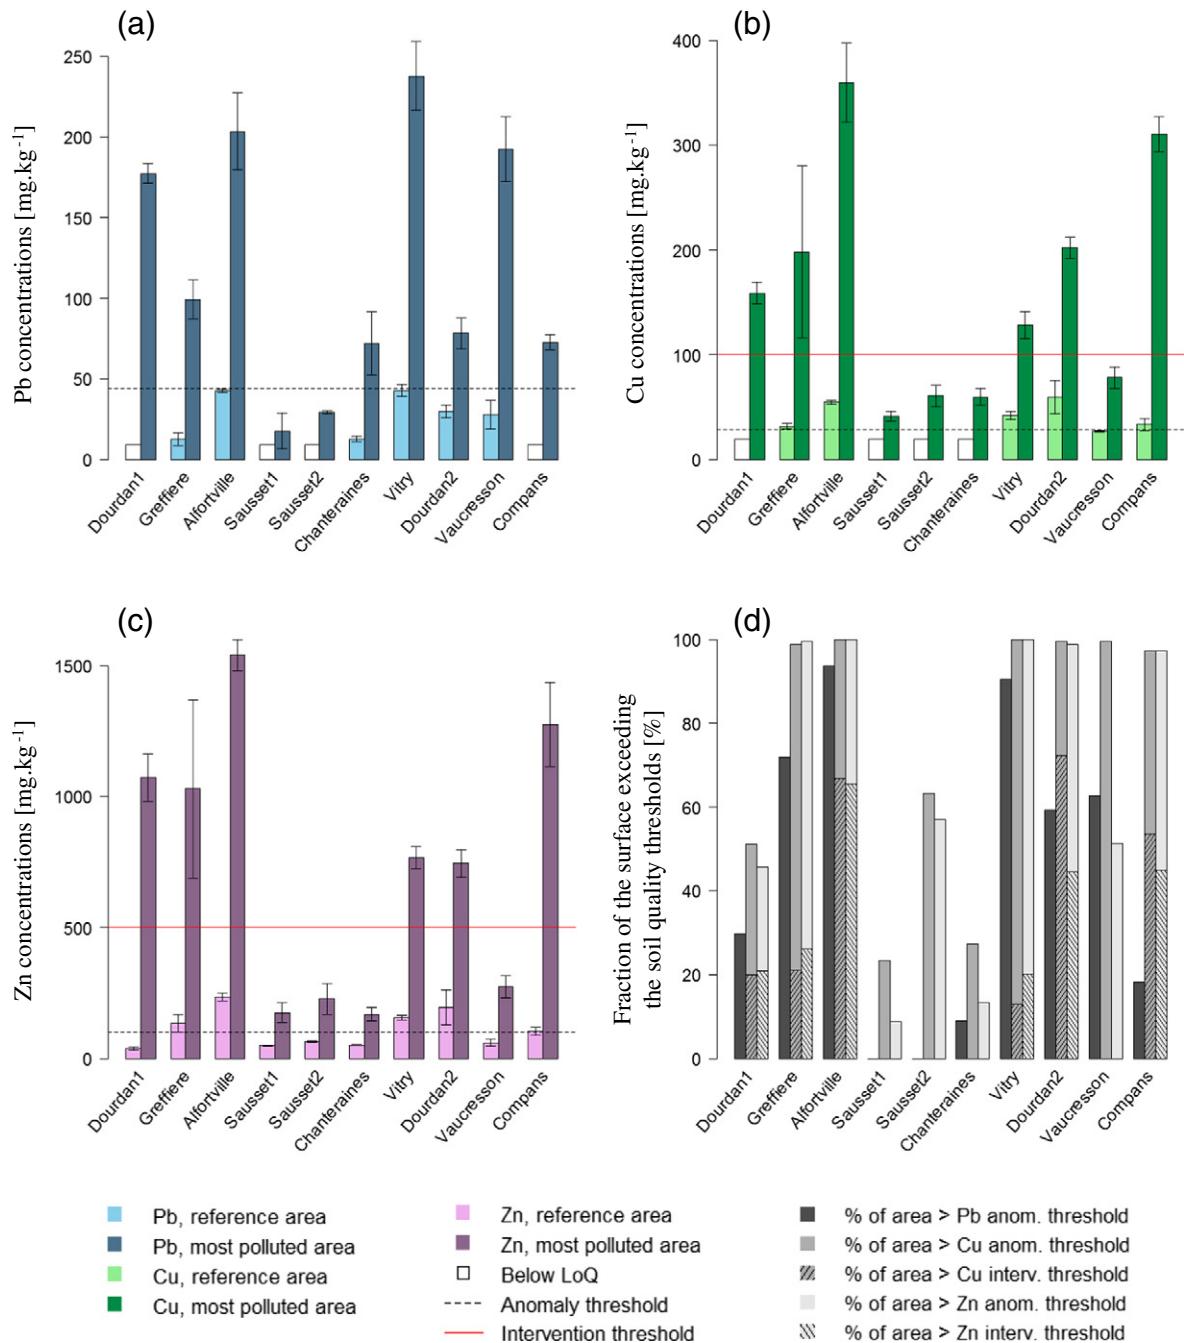 (a)
Pb concentrations [mg.kg⁻¹]
250
200
150
100
50
0
Dourdan1
Greffiere
Alfortville
Sausset1
Sausset2
Chanteraines
Vitry
Dourdan2
Vaucresson
Compans
(b)
Cu concentrations [mg.kg⁻¹]
400
300
200
100
0
Dourdan1
Greffiere
Alfortville
Sausset1
Sausset2
Chanteraines
Vitry
Dourdan2
Vaucresson
Compans
(c)
Zn concentrations [mg.kg⁻¹]
1500
1000
500
0
Dourdan1
Greffiere
Alfortville
Sausset1
Sausset2
Chanteraines
Vitry
Dourdan2
Vaucresson
Compans
(d)
Fraction of the surface exceeding
the soil quality thresholds [%]
100
80
60
40
20
0
Dourdan1
Greffiere
Alfortville
Sausset1
Sausset2
Chanteraines
Vitry
Dourdan2
Vaucresson
Compans
Pb, reference area
Pb, most polluted area
Cu, reference area
Cu, most polluted area
Zn, reference area
Zn, most polluted area
Below LoQ
Anomaly threshold
Intervention threshold
% of area > Pb anom. threshold
% of area > Cu anom. threshold
% of area > Cu interv. threshold
% of area > Zn anom. threshold
% of area > Zn interv. threshold